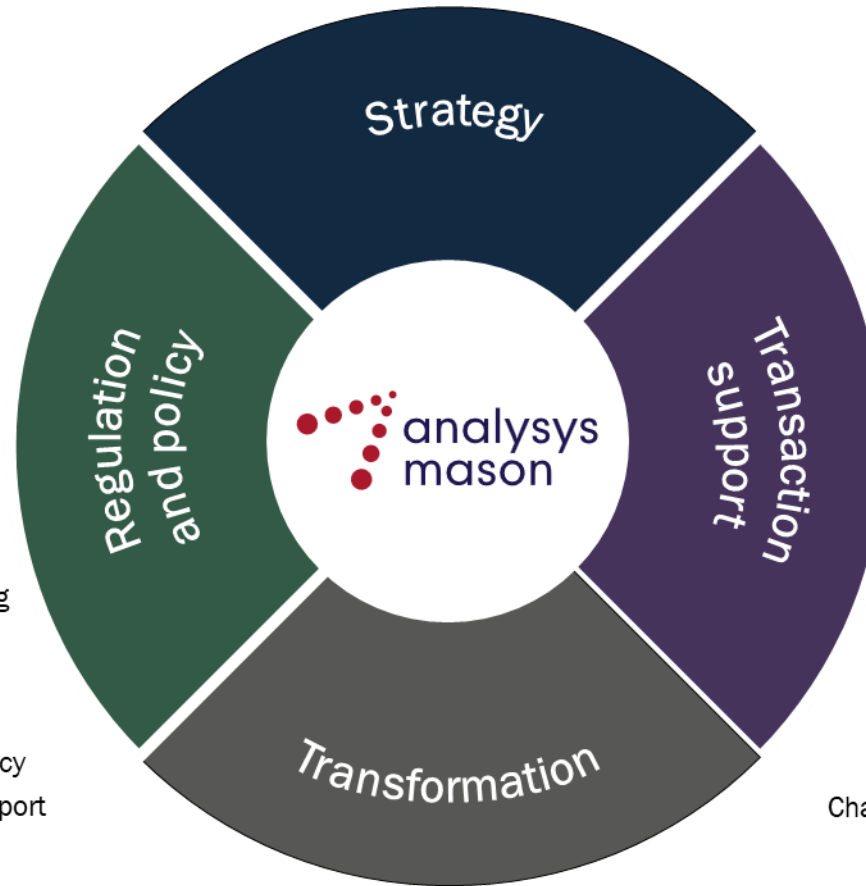 Strategy
Regulation
and policy
analysys
mason
Transaction
support
Transformation